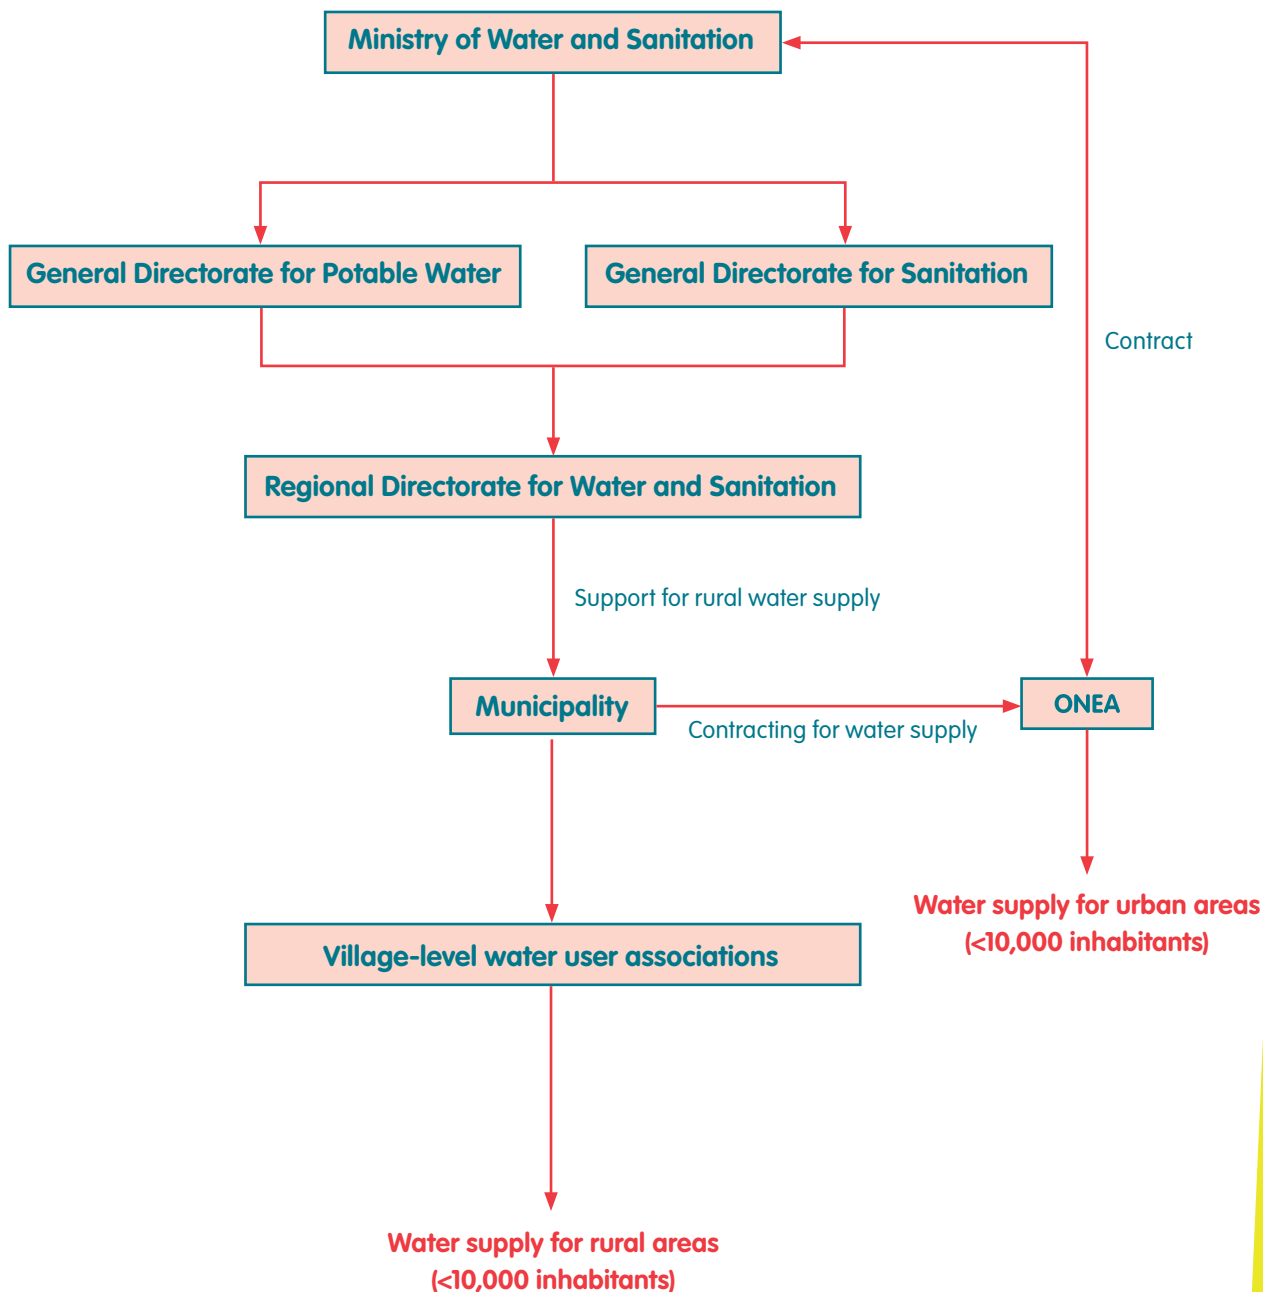 Ministry of Water and Sanitation
General Directorate for Potable Water
General Directorate for Sanitation
Contract
Regional Directorate for Water and Sanitation
Support for rural water supply
Municipality
ONEA
Contracting for water supply
Water supply for urban areas
(<10,000 inhabitants)
Village-level water user associations
Water supply for rural areas
(<10,000 inhabitants)